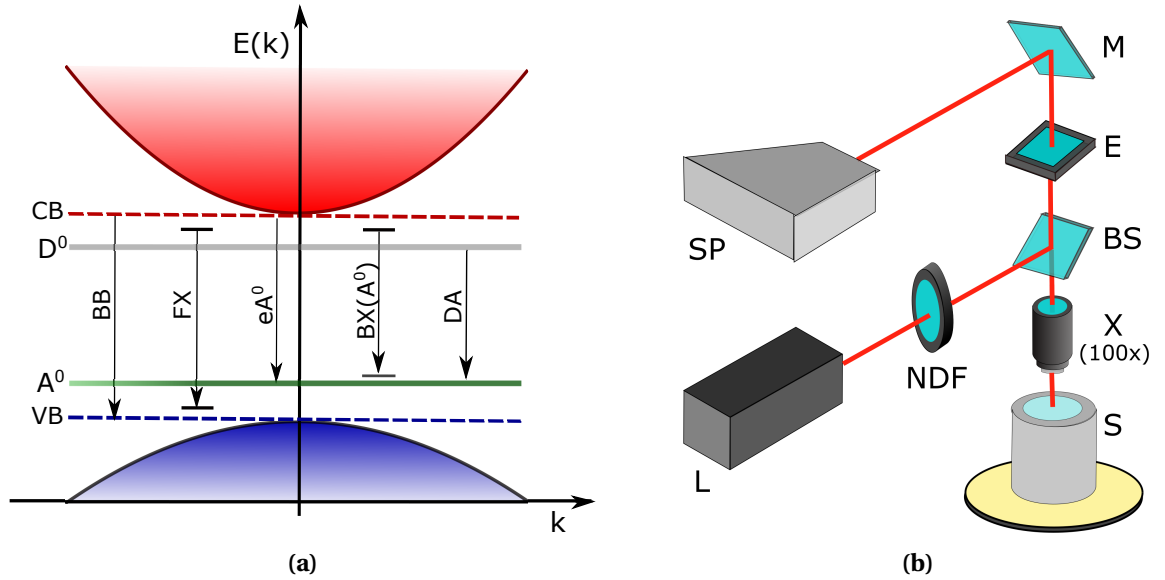 E(k)
CB
D⁰
BB
FX
eA⁰
BX(A⁰)
DA
A⁰
VB
k
(a)
M
E
SP
BS
NDF
X
(100x)
L
S
(b)